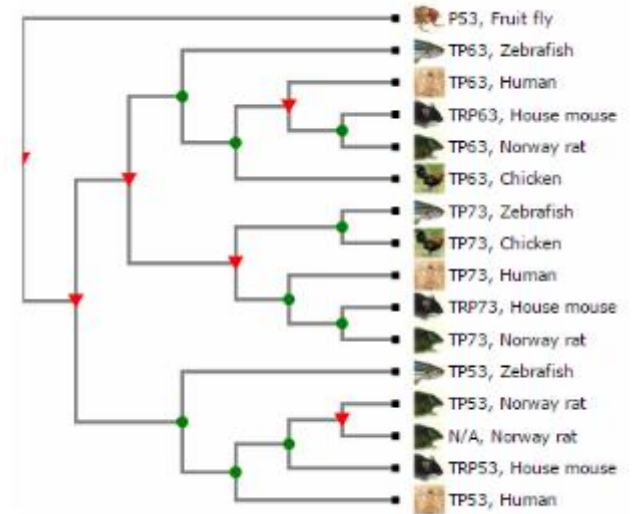 P53, Fruit fly
TP63, Zebrafish
TP63, Human
TRP63, House mouse
TP63, Norway rat
TP63, Chicken
TP73, Zebrafish
TP73, Chicken
TP73, Human
TRP73, House mouse
TP73, Norway rat
TP53, Zebrafish
TP53, Norway rat
N/A, Norway rat
TRP53, House mouse
TP53, Human